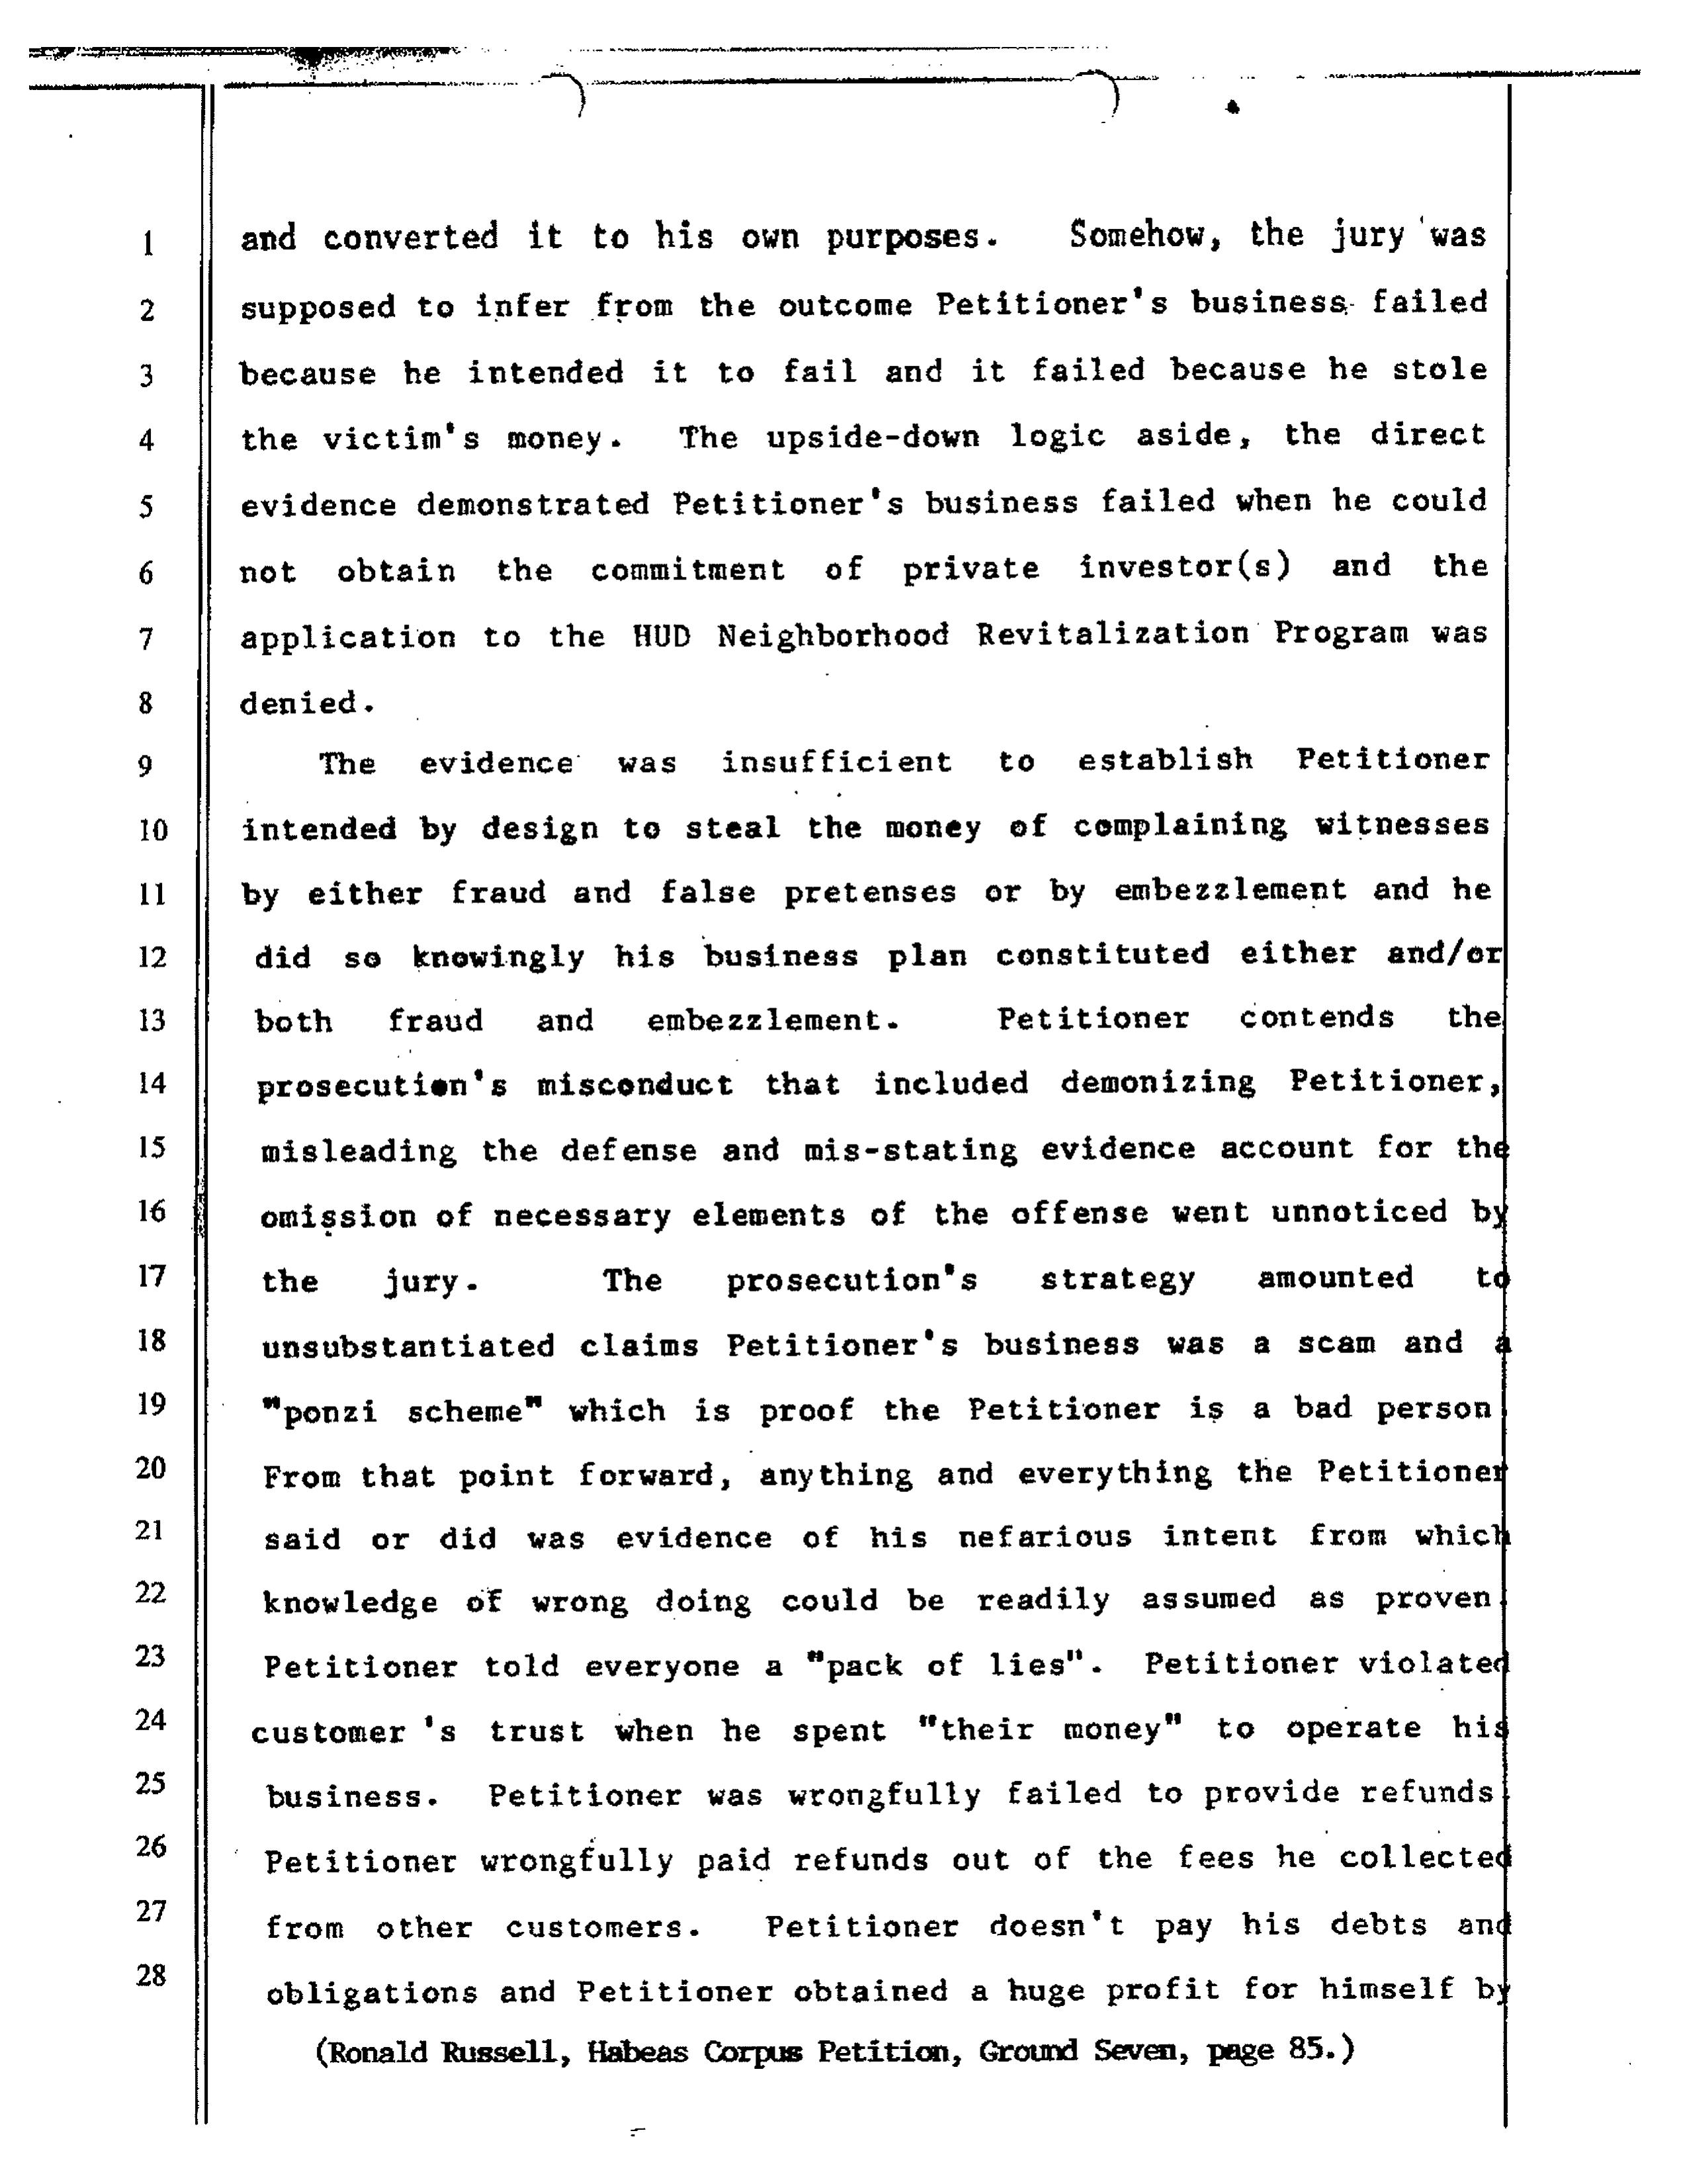 1 and converted it to his own purposes. Somehow, the jury was
2 supposed to infer from the outcome Petitioner's business failed
3 because he intended it to fail and it failed because he stole
4 the victim's money. The upside-down logic aside, the direct
5 evidence demonstrated Petitioner's business failed when he could
6 not obtain the commitment of private investor(s) and the
7 application to the HUD Neighborhood Revitalization Program was
8 denied.
9 The evidence was insufficient to establish Petitioner
10 intended by design to steal the money of complaining witnesses
11 by either fraud and false pretenses or by embezzlement and he
12 did so knowingly his business plan constituted either and/or
13 both fraud and embezzlement. Petitioner contends the
14 prosecution's misconduct that included demonizing Petitioner,
15 misleading the defense and mis-stating evidence account for the
16 omission of necessary elements of the offense went unnoticed by
17 the jury. The prosecution's strategy amounted to
18 unsubstantiated claims Petitioner's business was a scam and a
19 "ponzi scheme" which is proof the Petitioner is a bad person
20 From that point forward, anything and everything the Petitioner
21 said or did was evidence of his nefarious intent from which
22 knowledge of wrong doing could be readily assumed as proven.
23 Petitioner told everyone a "pack of lies". Petitioner violated
24 customer 's trust when he spent "their money" to operate his
25 business. Petitioner was wrongfully failed to provide refunds.
26 Petitioner wrongfully paid refunds out of the fees he collected
27 from other customers. Petitioner doesn't pay his debts and
28 obligations and Petitioner obtained a huge profit for himself by
(Ronald Russell, Habeas Corpus Petition, Ground Seven, page 85.)